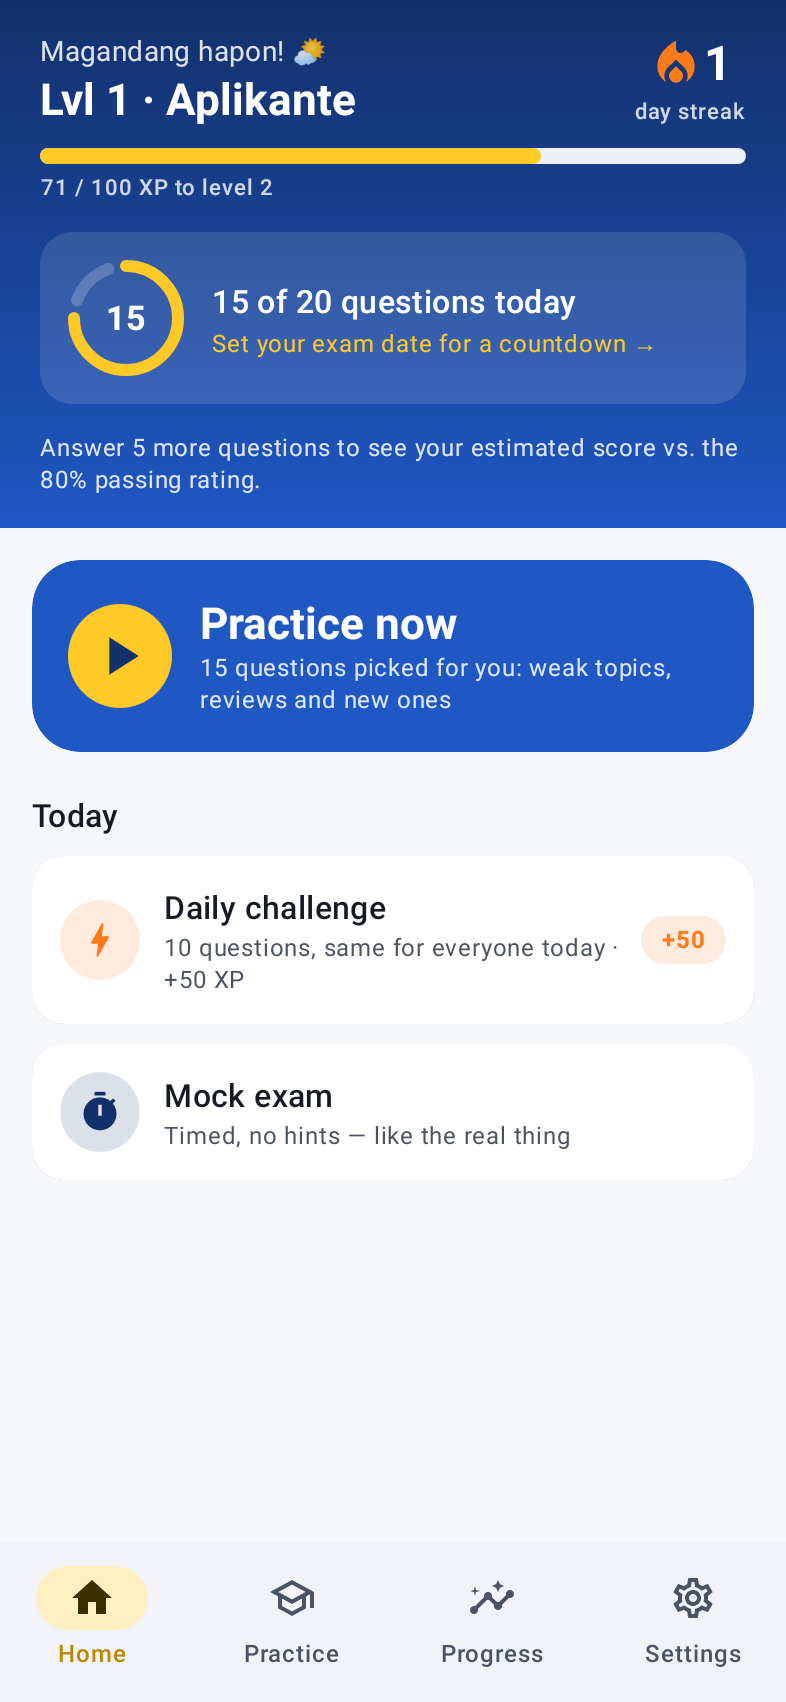 Magandang hapon! 🌥️
Lvl 1 · Aplikante
1
day streak
71 / 100 XP to level 2
15
15 of 20 questions today
Set your exam date for a countdown →
Answer 5 more questions to see your estimated score vs. the
80% passing rating.
Practice now
15 questions picked for you: weak topics,
reviews and new ones
Today
Daily challenge
10 questions, same for everyone today ·
+50 XP
+50
Mock exam
Timed, no hints — like the real thing
Home
Practice
Progress
Settings